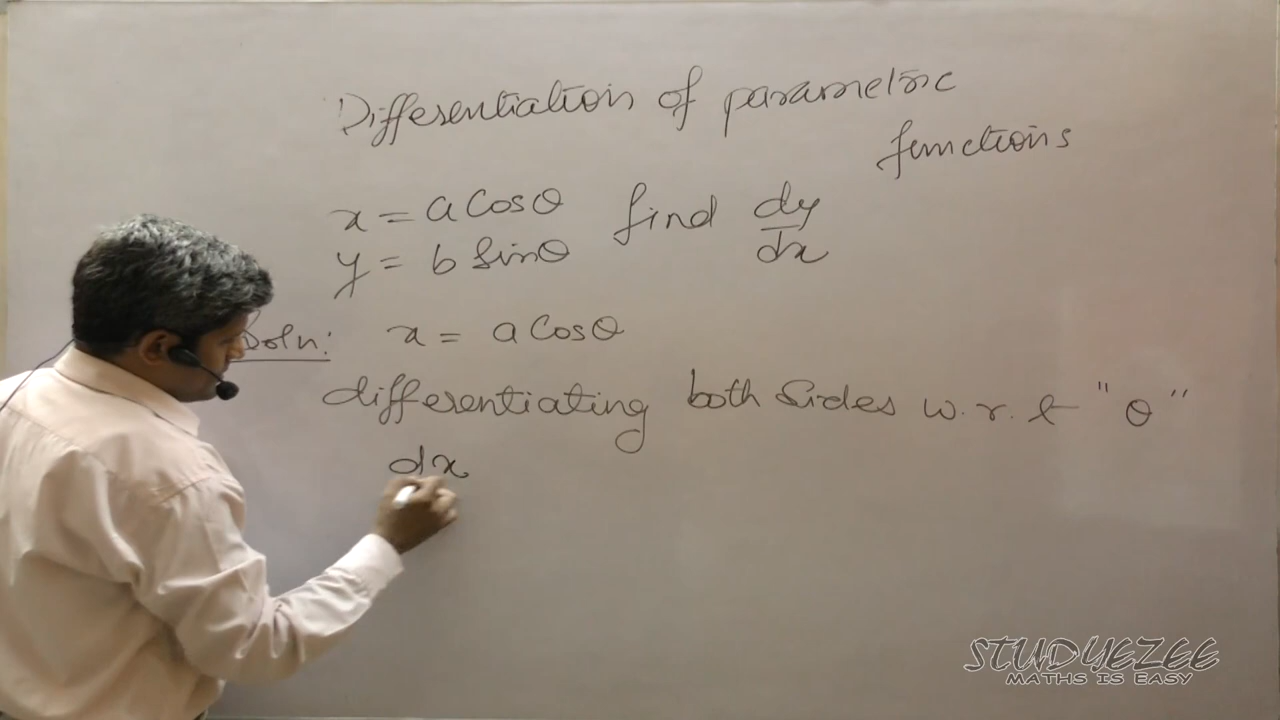 Differentiation of parametric
functions
x = a Cosθ find dy/dx
y = b Sinθ
Soln: x = a Cosθ
differentiating both Sides w.r.t "θ"
dx
STUDYEZEE
MATHS IS EASY